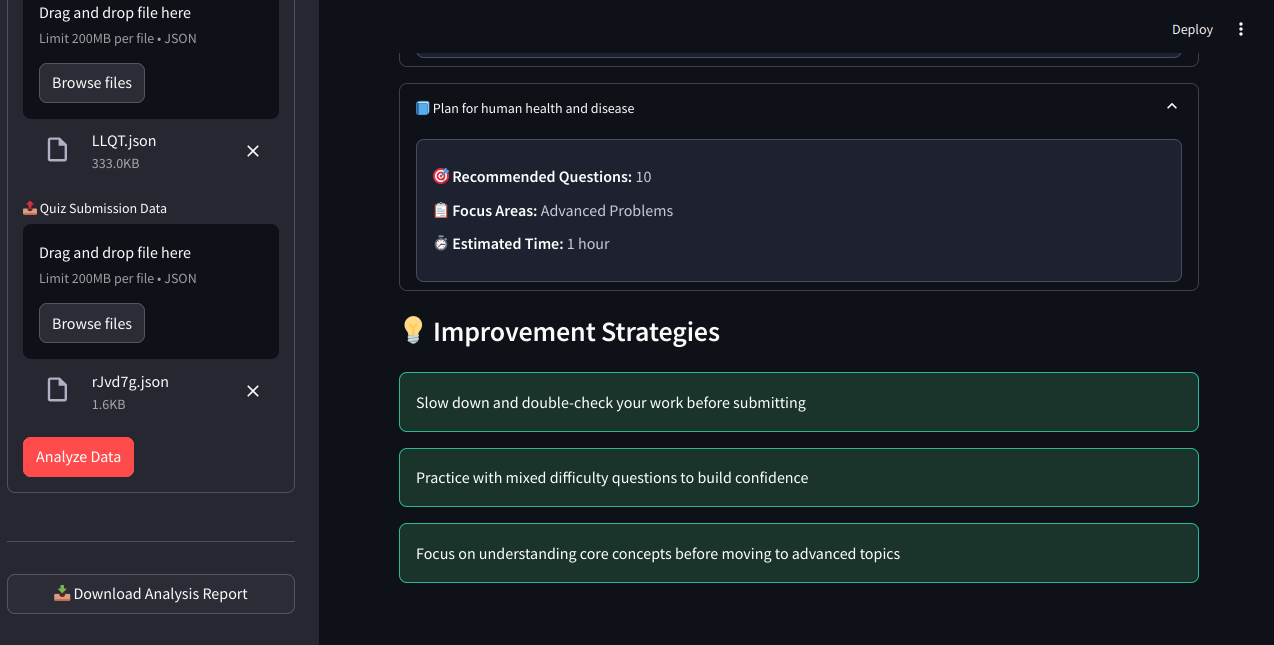 Drag and drop file here
Limit 200MB per file • JSON
Browse files
LLQT.json
333.0KB
Quiz Submission Data
Drag and drop file here
Limit 200MB per file • JSON
Browse files
rJvd7g.json
1.6KB
Analyze Data
Download Analysis Report
Deploy
Plan for human health and disease
Recommended Questions: 10
Focus Areas: Advanced Problems
Estimated Time: 1 hour
Improvement Strategies
Slow down and double-check your work before submitting
Practice with mixed difficulty questions to build confidence
Focus on understanding core concepts before moving to advanced topics